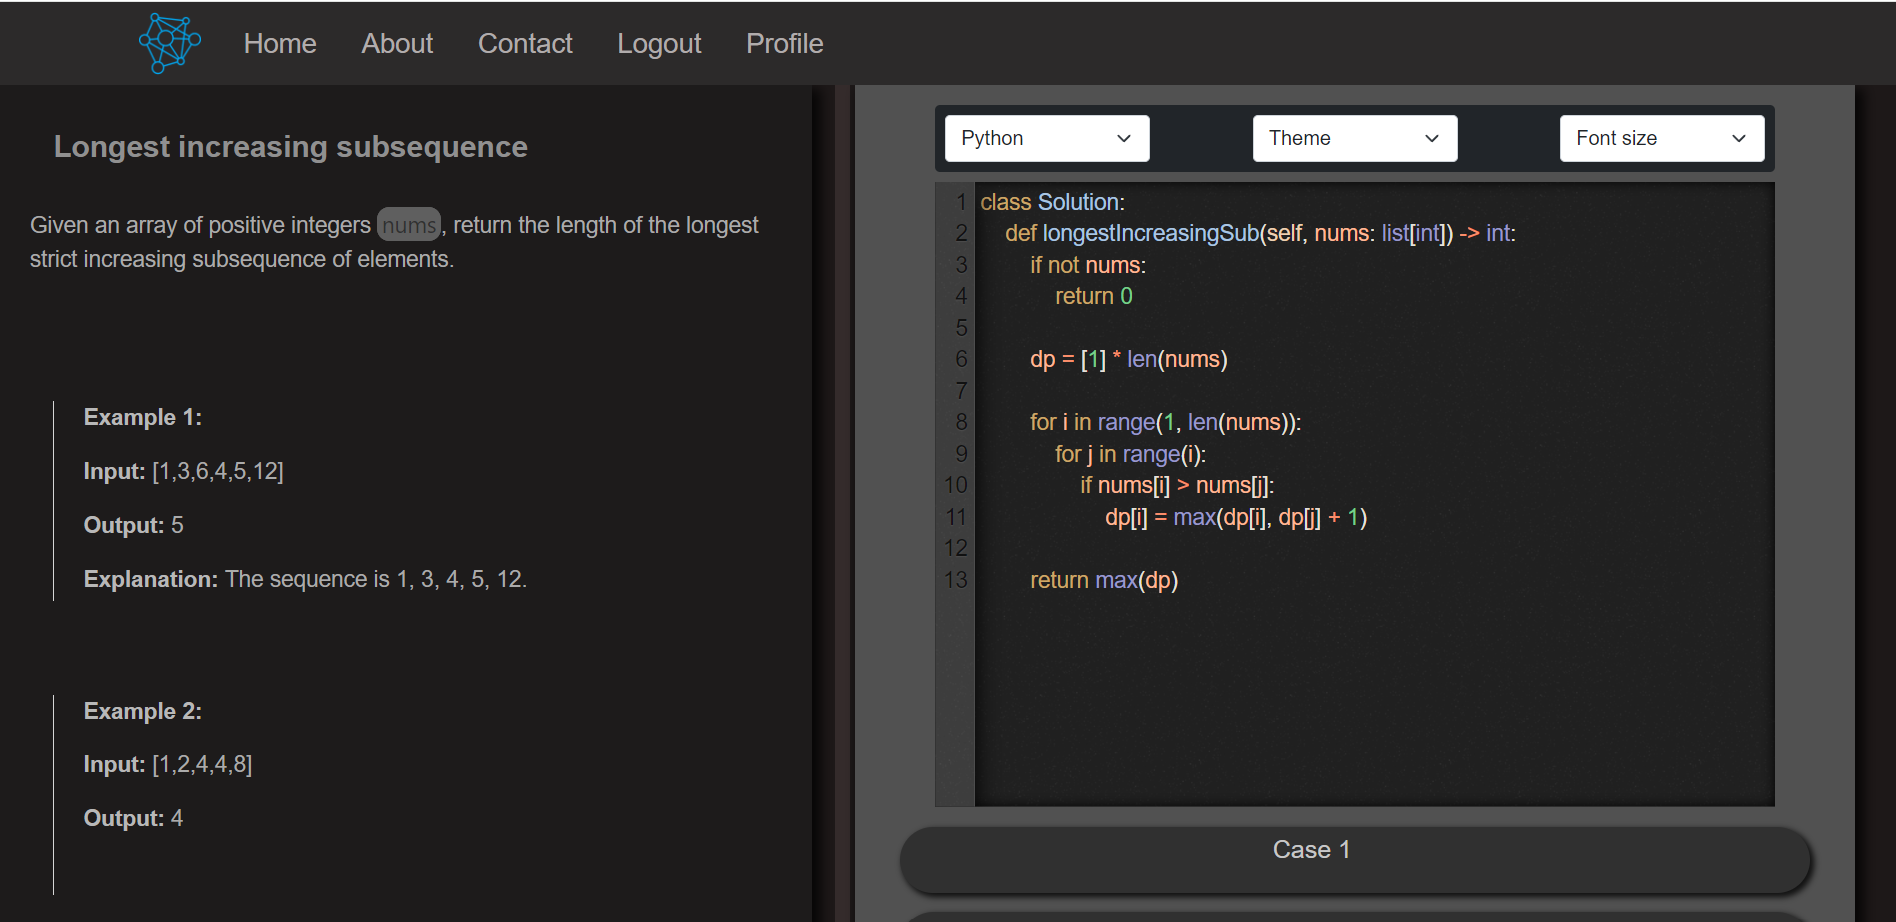 Home About Contact Logout Profile
Longest increasing subsequence
Given an array of positive integers nums, return the length of the longest
strict increasing subsequence of elements.
Example 1:
Input: [1,3,6,4,5,12]
Output: 5
Explanation: The sequence is 1, 3, 4, 5, 12.
Example 2:
Input: [1,2,4,4,8]
Output: 4
Python Theme Font size
1 class Solution:
2 def longestIncreasingSub(self, nums: list[int]) -> int:
3 if not nums:
4 return 0
5
6 dp = [1] * len(nums)
7
8 for i in range(1, len(nums)):
9 for j in range(i):
10 if nums[i] > nums[j]:
11 dp[i] = max(dp[i], dp[j] + 1)
12
13 return max(dp)
Case 1